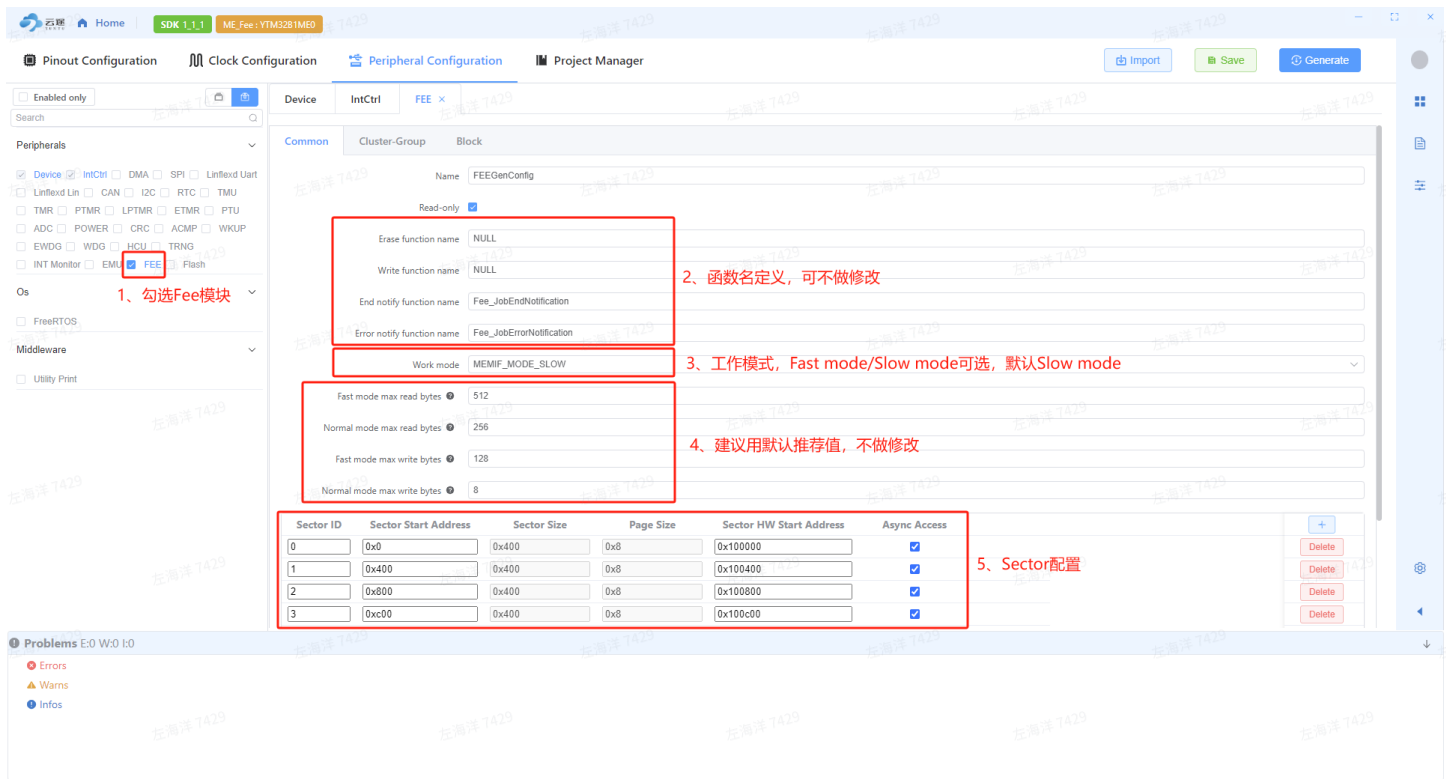 云途 YTMICRO Home SDK 1_1_1 ME_Fee : YTM32B1ME0
Pinout Configuration Clock Configuration Peripheral Configuration Project Manager Import Save Generate
Enabled only
Search
Device IntCtrl FEE ×
Peripherals
Common Cluster-Group Block
Device IntCtrl DMA SPI Linflexd Uart
Linflexd Lin CAN I2C RTC TMU
TMR PTMR LPTMR ETMR PTU
ADC POWER CRC ACMP WKUP
EWDG WDG HCU TRNG
INT Monitor EMU FEE Flash
1、勾选Fee模块
Os
FreeRTOS
Middleware
Utility Print
Name FEEGenConfig
Read-only
Erase function name NULL
Write function name NULL
2、函数名定义，可不做修改
End notify function name Fee_JobEndNotification
Error notify function name Fee_JobErrorNotification
Work mode MEMIF_MODE_SLOW
3、工作模式，Fast mode/Slow mode可选，默认Slow mode
Fast mode max read bytes 512
Normal mode max read bytes 256
4、建议用默认推荐值，不做修改
Fast mode max write bytes 128
Normal mode max write bytes 8
Sector ID Sector Start Address Sector Size Page Size Sector HW Start Address Async Access +
0 0x0 0x400 0x8 0x100000 Delete
1 0x400 0x400 0x8 0x100400 Delete
5、Sector配置
2 0x800 0x400 0x8 0x100800 Delete
3 0xc00 0x400 0x8 0x100c00 Delete
Problems E:0 W:0 I:0
Errors
Warns
Infos
左海洋 7429